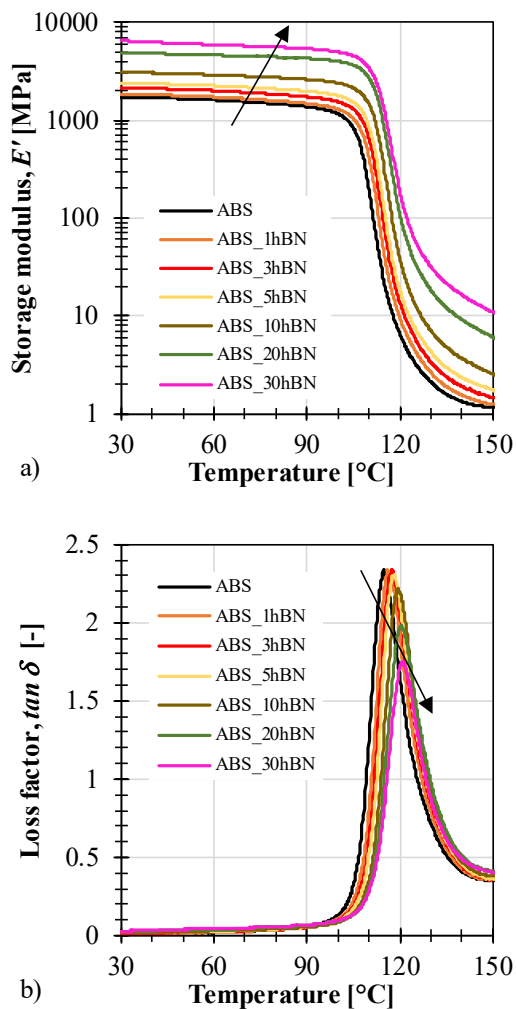 10000
1000
100
10
1
Storage modulus, E′ [MPa]
ABS
ABS_1hBN
ABS_3hBN
ABS_5hBN
ABS_10hBN
ABS_20hBN
ABS_30hBN
30 60 90 120 150
a) Temperature [°C]
2.5
2
1.5
1
0.5
0
Loss factor, tan δ [-]
ABS
ABS_1hBN
ABS_3hBN
ABS_5hBN
ABS_10hBN
ABS_20hBN
ABS_30hBN
30 60 90 120 150
b) Temperature [°C]